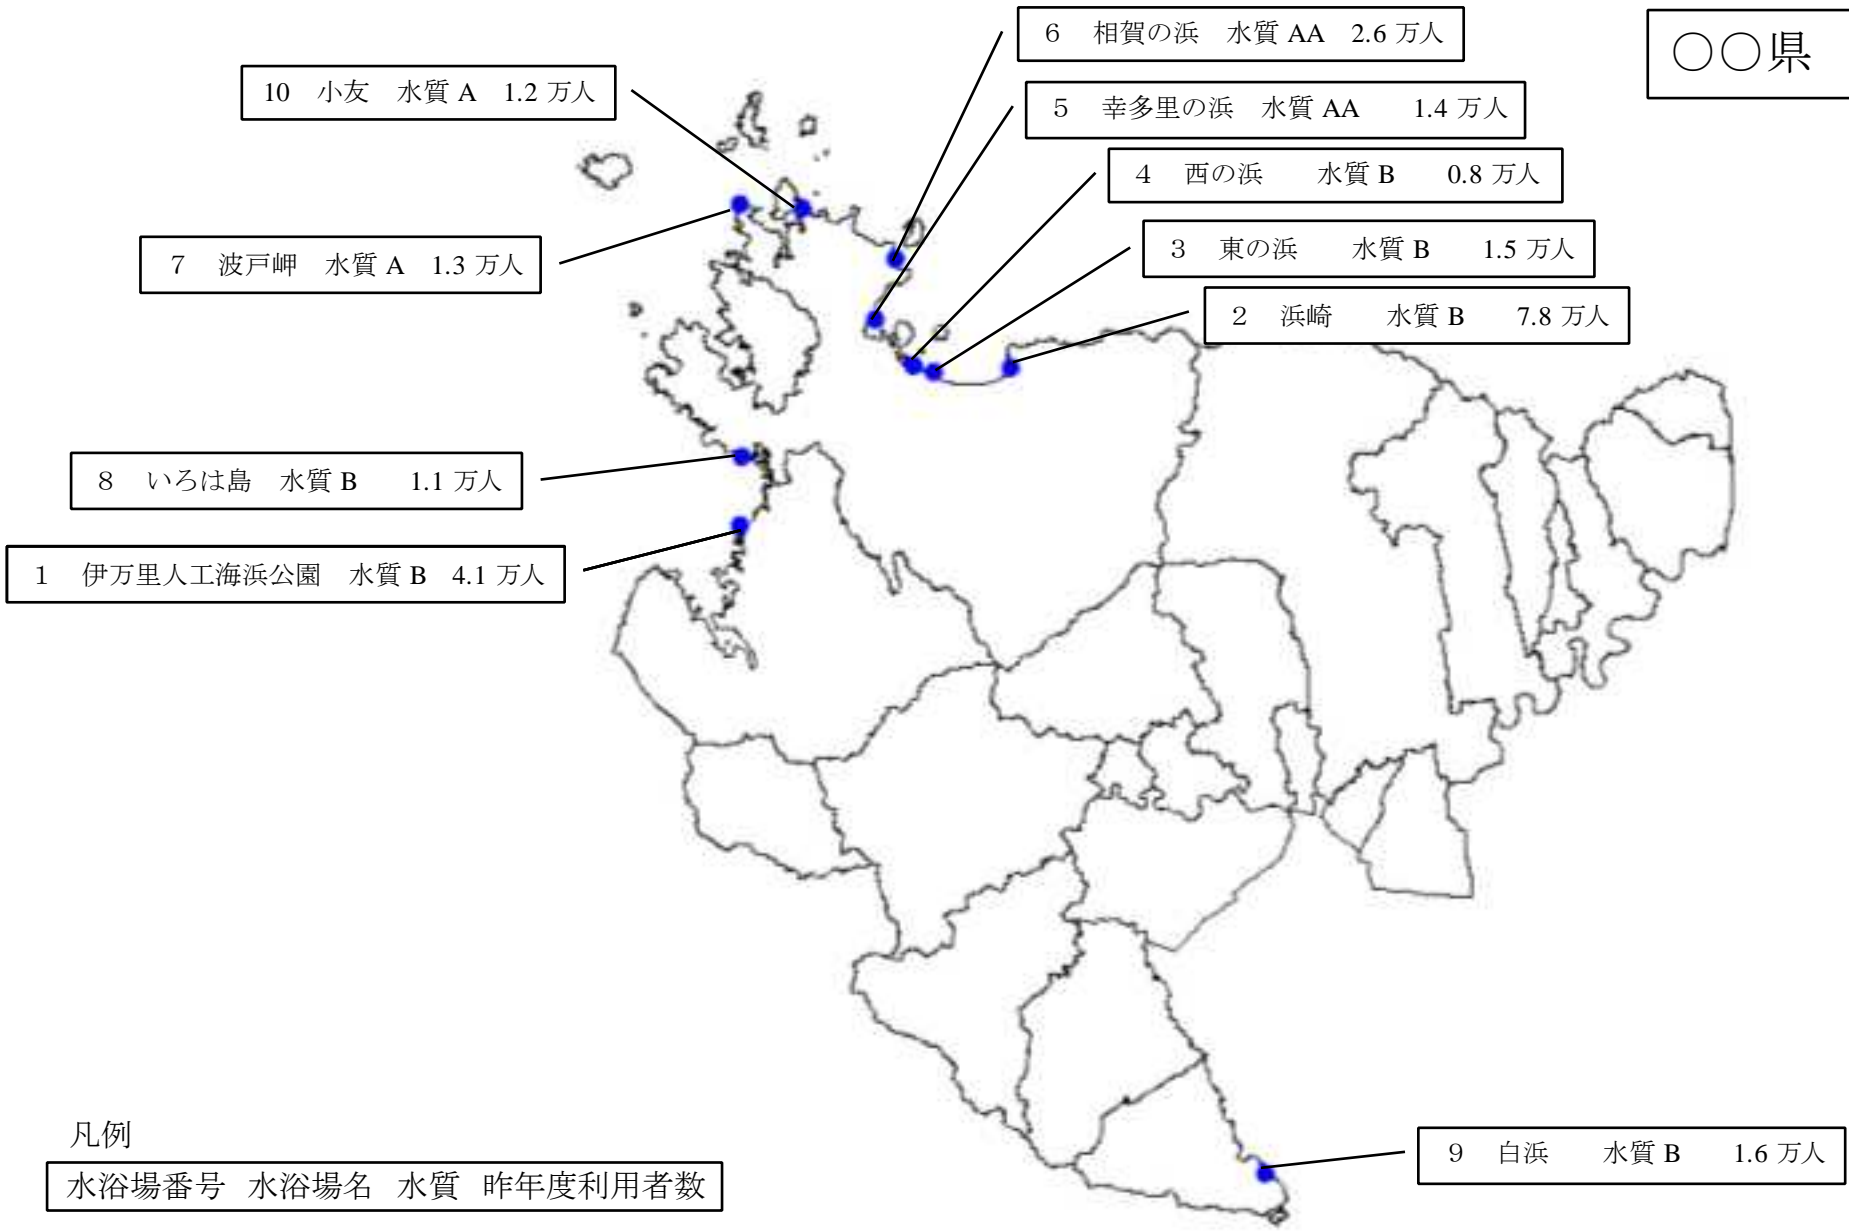 6　相賀の浜　水質 AA　2.6 万人
〇〇県
10　小友　水質 A　1.2 万人
5　幸多里の浜　水質 AA　1.4 万人
4　西の浜　水質 B　0.8 万人
3　東の浜　水質 B　1.5 万人
7　波戸岬　水質 A　1.3 万人
2　浜崎　水質 B　7.8 万人
8　いろは島　水質 B　1.1 万人
1　伊万里人工海浜公園　水質 B　4.1 万人
凡例
9　白浜　水質 B　1.6 万人
水浴場番号　水浴場名　水質　昨年度利用者数